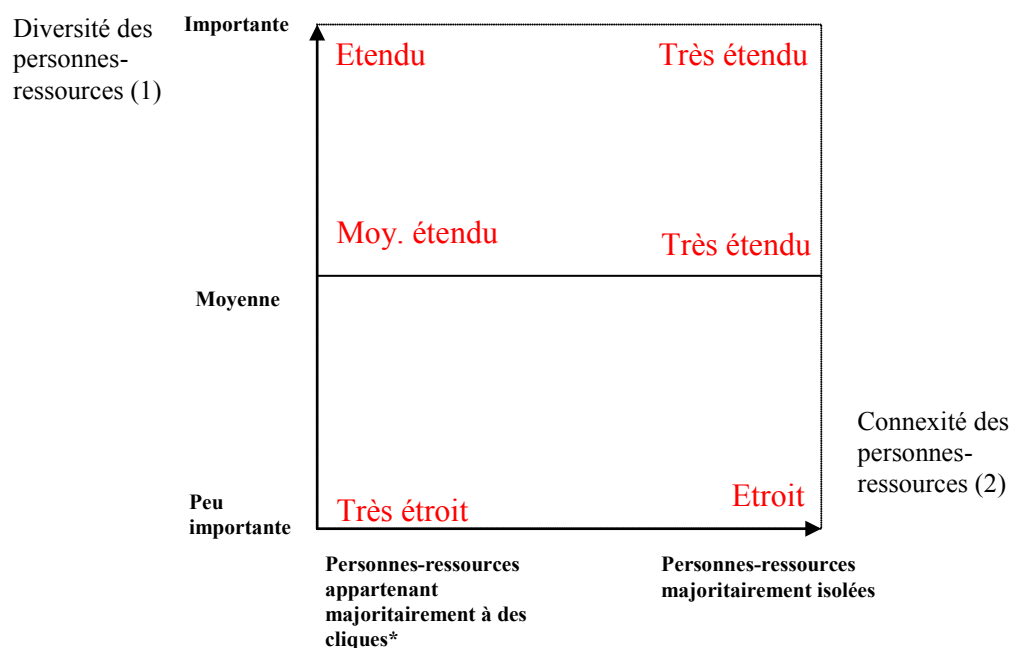 Diversité des
personnes-
ressources (1)
Importante
Etendu
Très étendu
Moy. étendu
Très étendu
Moyenne
Connexité des
personnes-
ressources (2)
Peu
importante
Très étroit
Etroit
Personnes-ressources
appartenant
majoritairement à des
cliques*
Personnes-ressources
majoritairement isolées